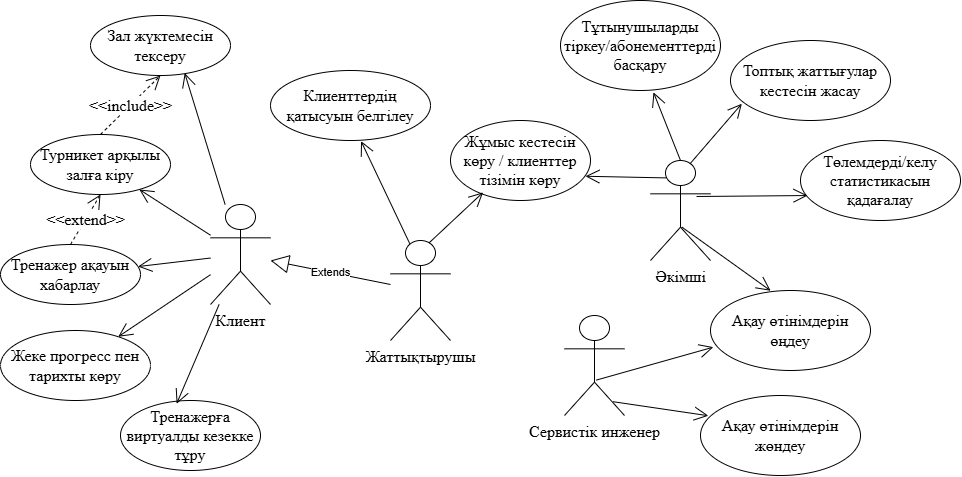 Зал жүктемесін
тексеру
<<include>>
Турникет арқылы
залға кіру
<<extend>>
Тренажер ақауын
хабарлау
Жеке прогресс пен
тарихты көру
Тренажерға
виртуалды кезекке
тұру
Клиент
Extends
Клиенттердің
қатысуын белгілеу
Жұмыс кестесін
көру / клиенттер
тізімін көру
Жаттықтырушы
Тұтынушыларды
тіркеу/абонементтерді
басқару
Топтық жаттығулар
кестесін жасау
Төлемдерді/келу
статистикасын
қадағалау
Әкімші
Ақау өтінімдерін
өңдеу
Сервистік инженер
Ақау өтінімдерін
жөндеу